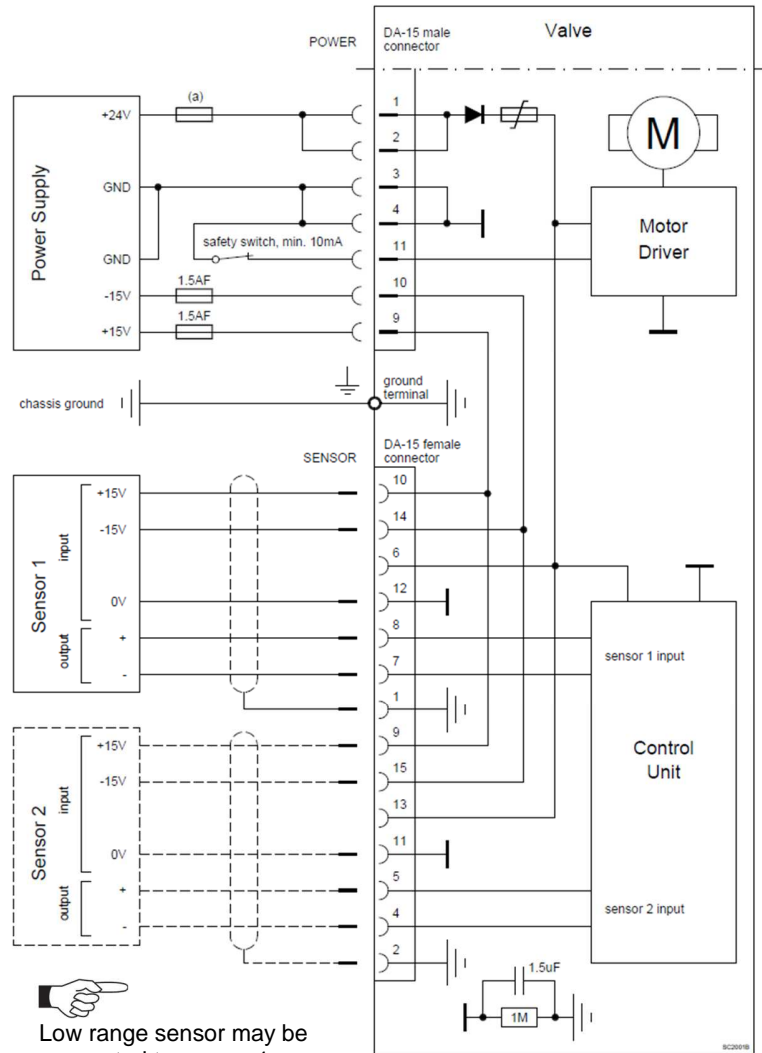 POWER
DA-15 male
connector
Valve
Power Supply
+24V
(a)
1
2
M
GND
3
4
Motor
Driver
safety switch, min. 10mA
GND
11
1.5AF
-15V
10
1.5AF
+15V
9
chassis ground
ground
terminal
SENSOR
DA-15 female
connector
Sensor 1
input
+15V
10
-15V
14
6
0V
12
output
+
8
sensor 1 input
-
7
1
Control
Unit
Sensor 2
input
+15V
9
-15V
15
13
0V
11
output
+
5
sensor 2 input
-
4
2
1.5uF
1M
SC2001B
Low range sensor may be